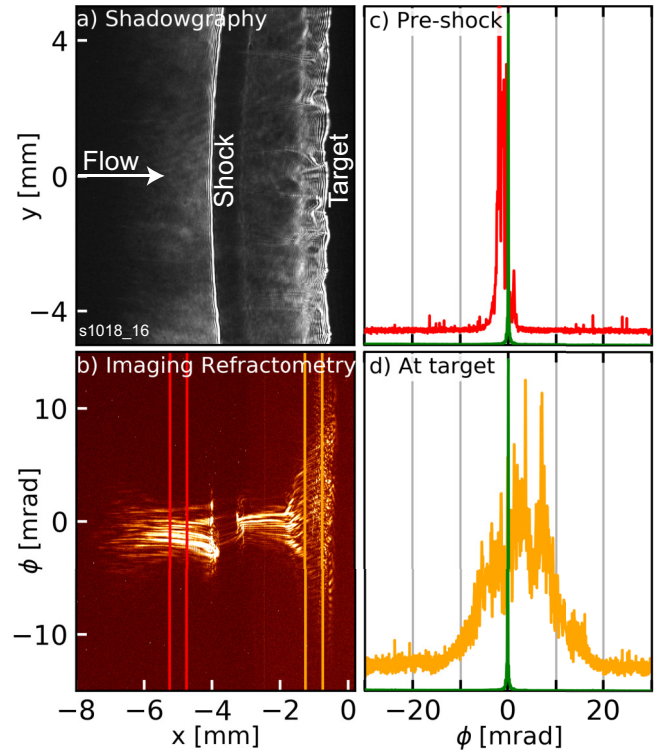 a) Shadowgraphy
4
0
−4
y [mm]
Flow
Shock
Target
s1018_16
c) Pre-shock
b) Imaging Refractometry
10
0
−10
ϕ [mrad]
−8
−6
−4
−2
0
x [mm]
d) At target
−20
0
20
ϕ [mrad]